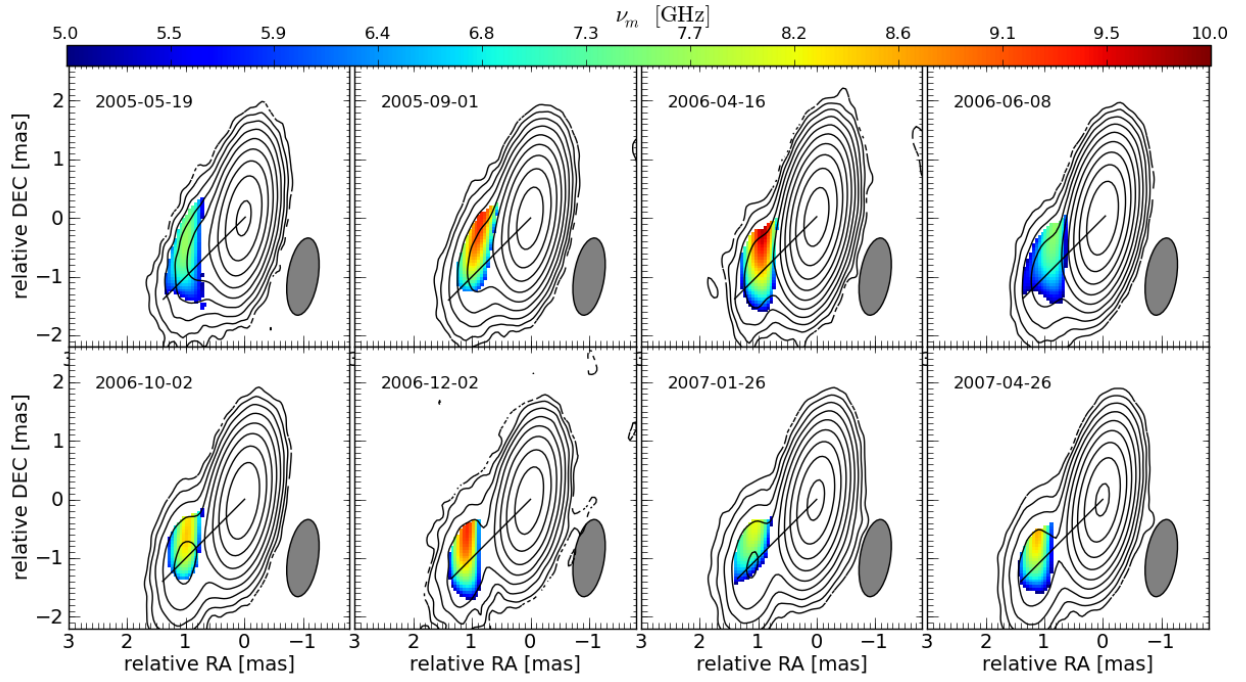 ν_m [GHz]
5.0 5.5 5.9 6.4 6.8 7.3 7.7 8.2 8.6 9.1 9.5 10.0
2005-05-19 2005-09-01 2006-04-16 2006-06-08
2
1
0
−1
−2
relative DEC [mas]
2006-10-02 2006-12-02 2007-01-26 2007-04-26
3
2
1
0
−1
−2
relative DEC [mas]
3 2 1 0 −1 3 2 1 0 −1 3 2 1 0 −1 3 2 1 0 −1
relative RA [mas] relative RA [mas] relative RA [mas] relative RA [mas]